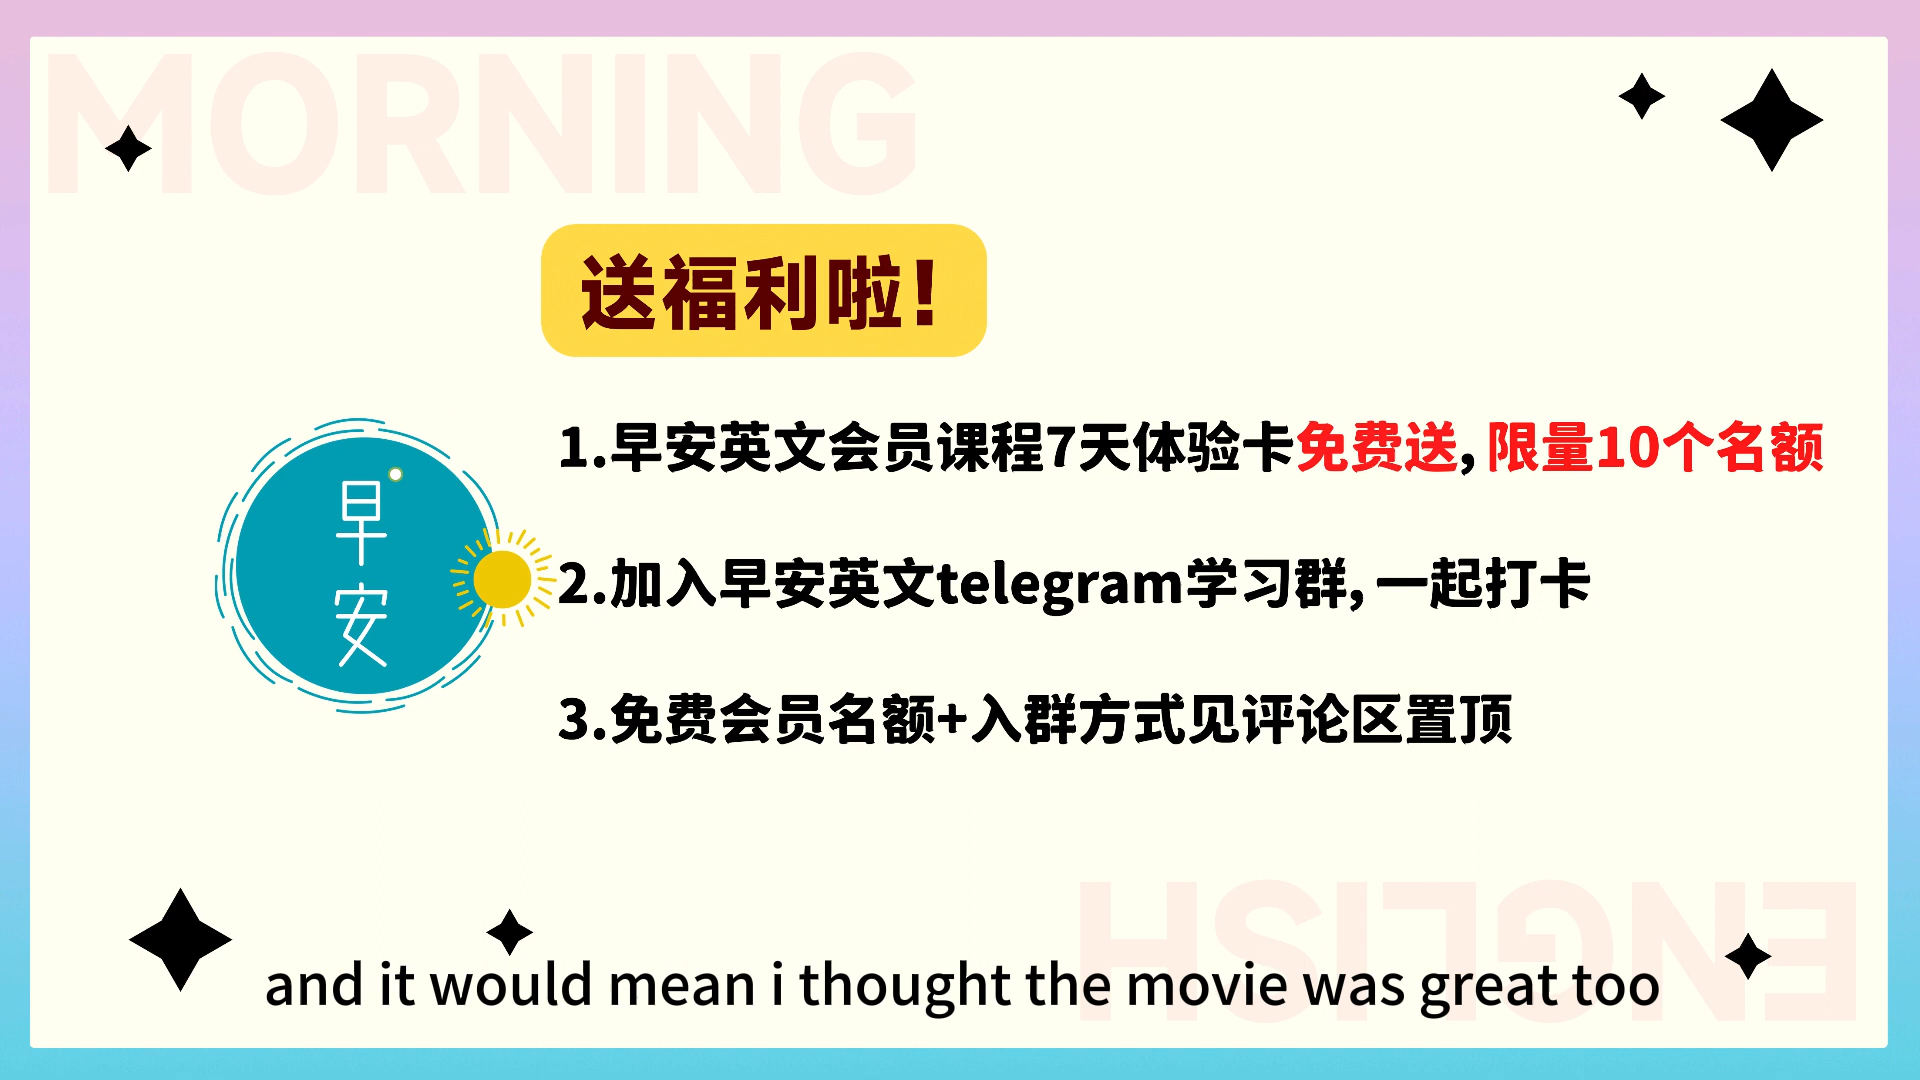 MORNING
送福利啦!
1.早安英文会员课程7天体验卡免费送,限量10个名额
早安
2.加入早安英文telegram学习群,一起打卡
3.免费会员名额+入群方式见评论区置顶
ENGLISH
and it would mean i thought the movie was great too